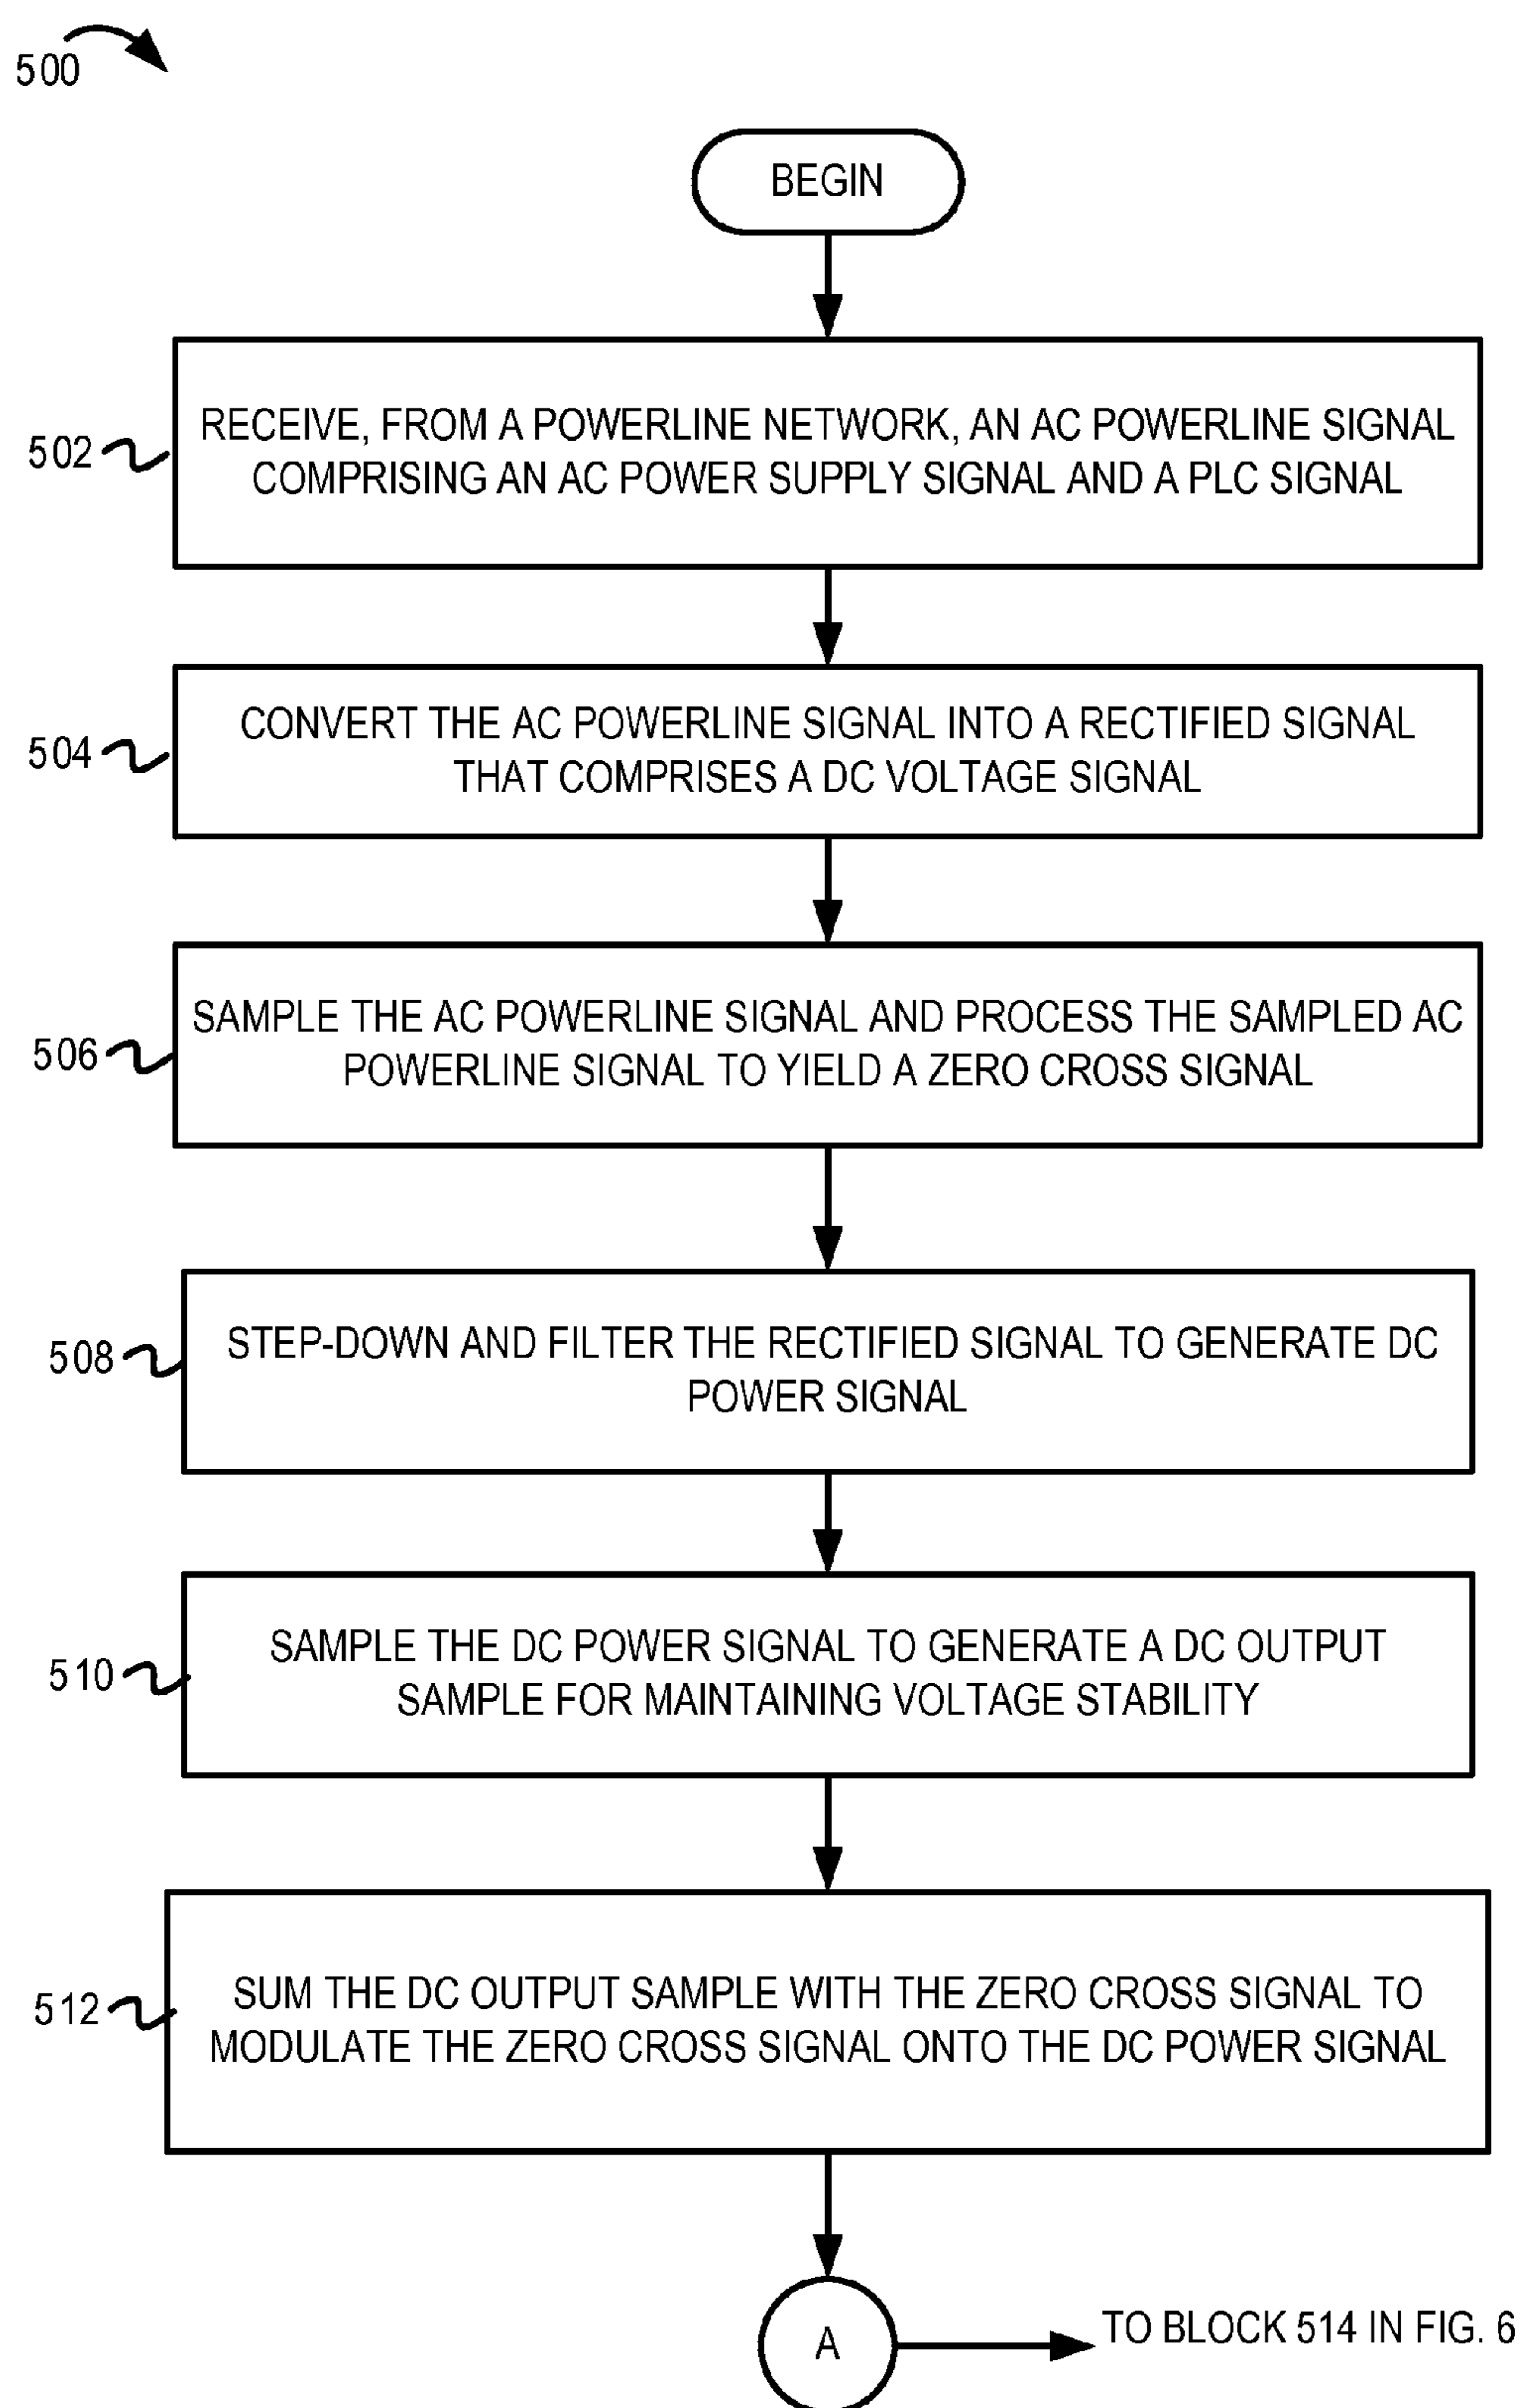 500
BEGIN
502
RECEIVE, FROM A POWERLINE NETWORK, AN AC POWERLINE SIGNAL
COMPRISING AN AC POWER SUPPLY SIGNAL AND A PLC SIGNAL
504
CONVERT THE AC POWERLINE SIGNAL INTO A RECTIFIED SIGNAL
THAT COMPRISES A DC VOLTAGE SIGNAL
506
SAMPLE THE AC POWERLINE SIGNAL AND PROCESS THE SAMPLED AC
POWERLINE SIGNAL TO YIELD A ZERO CROSS SIGNAL
508
STEP-DOWN AND FILTER THE RECTIFIED SIGNAL TO GENERATE DC
POWER SIGNAL
510
SAMPLE THE DC POWER SIGNAL TO GENERATE A DC OUTPUT
SAMPLE FOR MAINTAINING VOLTAGE STABILITY
512
SUM THE DC OUTPUT SAMPLE WITH THE ZERO CROSS SIGNAL TO
MODULATE THE ZERO CROSS SIGNAL ONTO THE DC POWER SIGNAL
A
TO BLOCK 514 IN FIG. 6